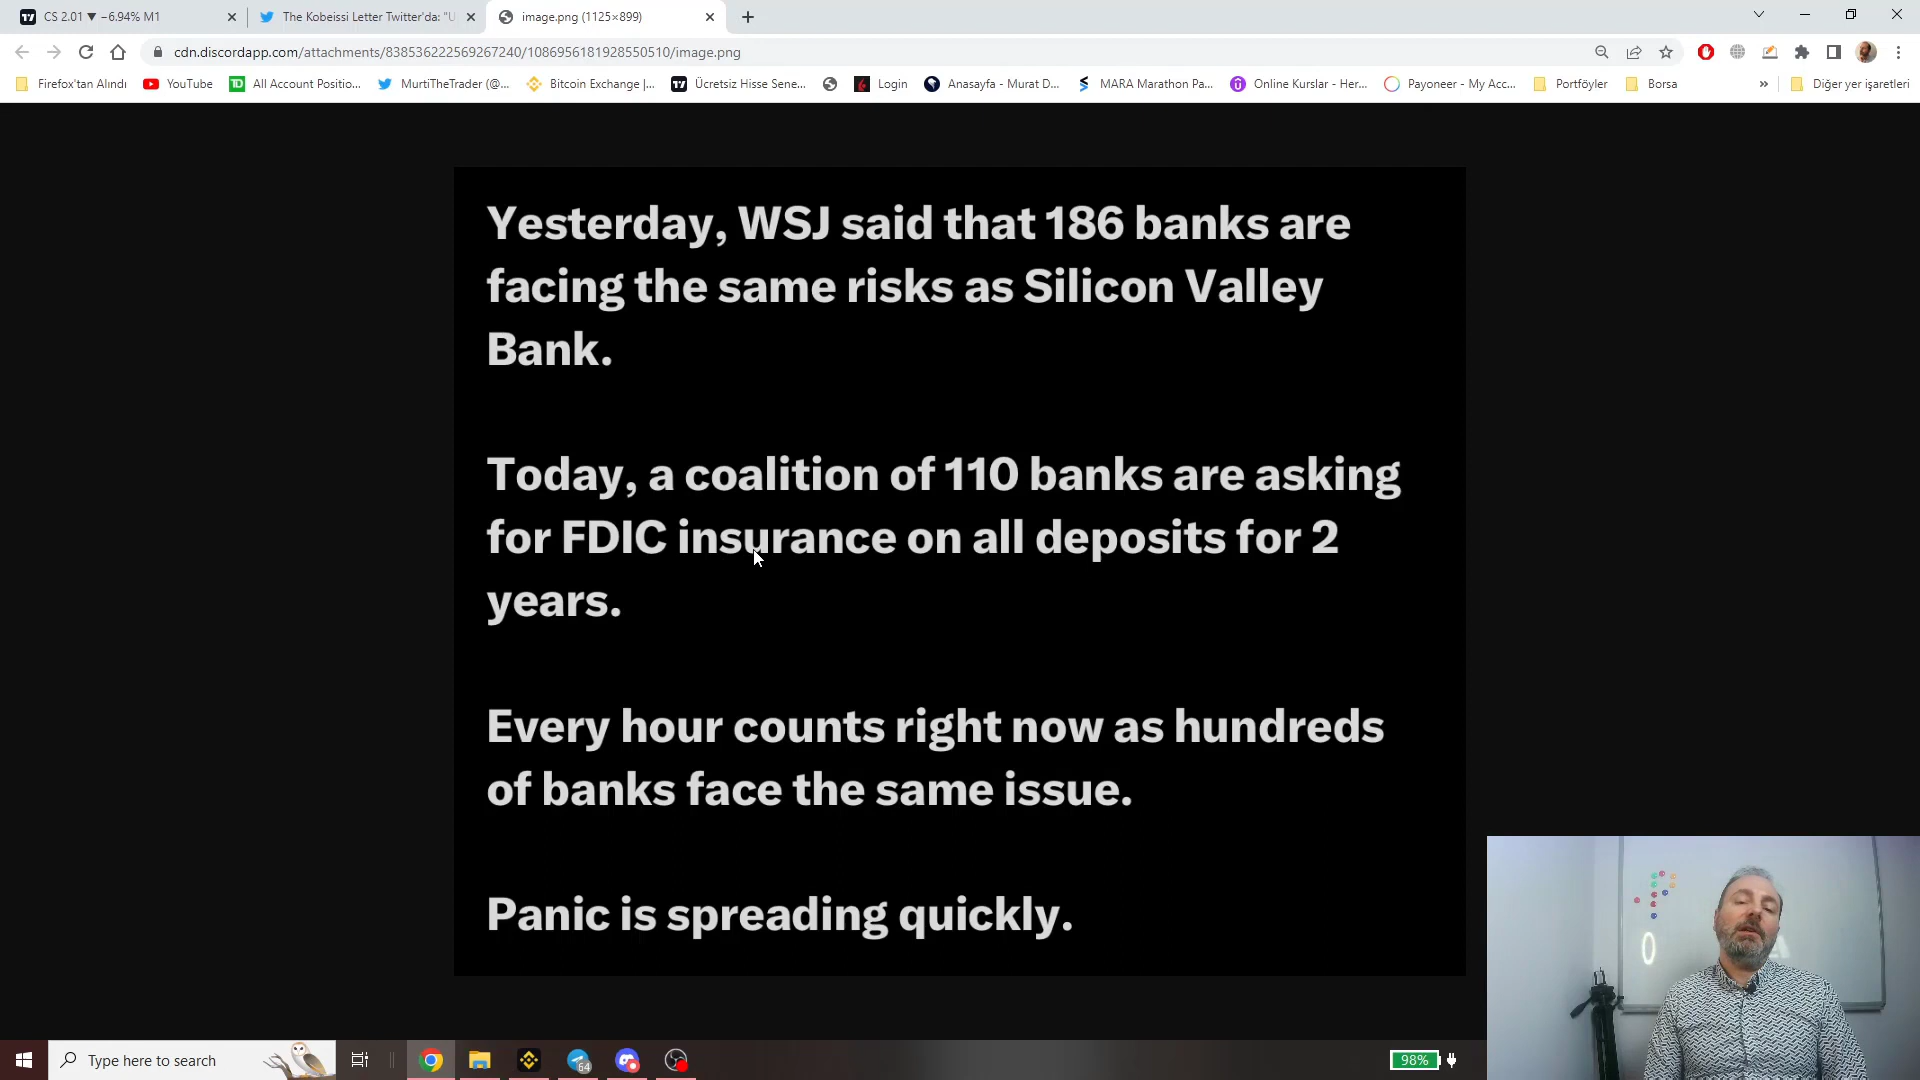 CS 2.01 ▼ −6.94% M1
The Kobeissi Letter Twitter'da: "U
image.png (1125×899)
cdn.discordapp.com/attachments/838536222569267240/1086956181928550510/image.png
Firefox'tan Alındı
YouTube
All Account Positio...
MurtiTheTrader (@...
Bitcoin Exchange |...
Ücretsiz Hisse Sene...
Login
Anasayfa - Murat D...
MARA Marathon Pa...
Online Kurslar - Her...
Payoneer - My Acc...
Portföyler
Borsa
»
Diğer yer işaretleri
Yesterday, WSJ said that 186 banks are
facing the same risks as Silicon Valley
Bank.
Today, a coalition of 110 banks are asking
for FDIC insurance on all deposits for 2
years.
Every hour counts right now as hundreds
of banks face the same issue.
Panic is spreading quickly.
Type here to search
64
98%